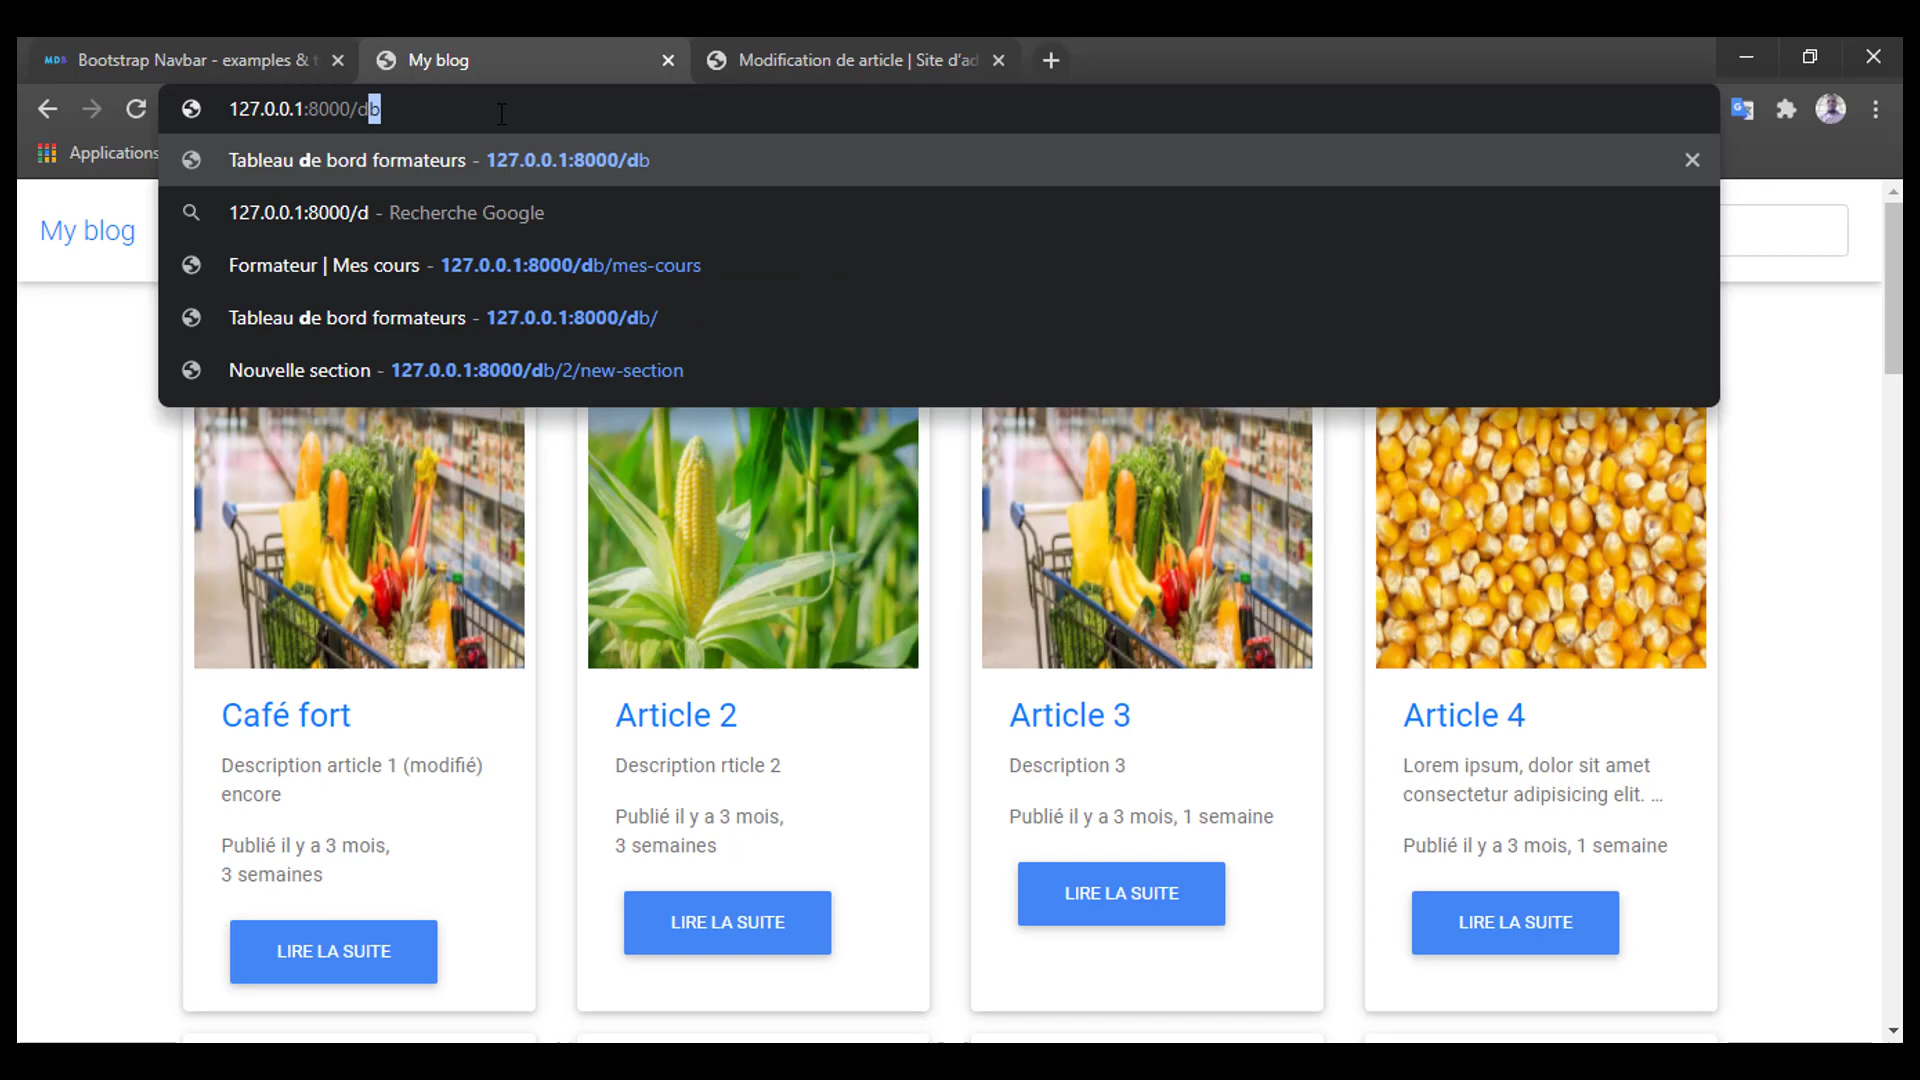 MDB Bootstrap Navbar - examples & t
My blog
Modification de article | Site d'ad
127.0.0.1:8000/db
Applications
Tableau de bord formateurs - 127.0.0.1:8000/db
127.0.0.1:8000/d - Recherche Google
Formateur | Mes cours - 127.0.0.1:8000/db/mes-cours
Tableau de bord formateurs - 127.0.0.1:8000/db/
Nouvelle section - 127.0.0.1:8000/db/2/new-section
My blog
Café fort
Description article 1 (modifié)
encore
Publié il y a 3 mois,
3 semaines
LIRE LA SUITE
Article 2
Description rticle 2
Publié il y a 3 mois,
3 semaines
LIRE LA SUITE
Article 3
Description 3
Publié il y a 3 mois, 1 semaine
LIRE LA SUITE
Article 4
Lorem ipsum, dolor sit amet
consectetur adipisicing elit. …
Publié il y a 3 mois, 1 semaine
LIRE LA SUITE